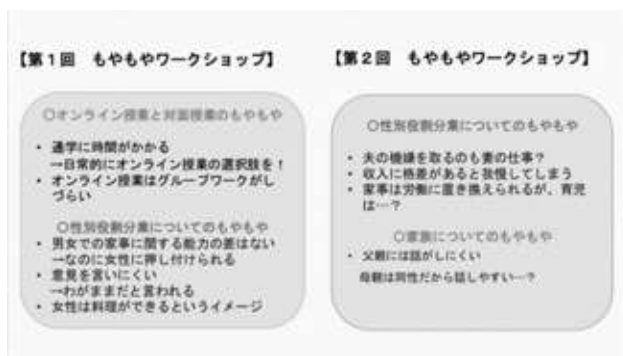 【第1回 もやもやワークショップ】
〇オンライン授業と対面授業のもやもや
・ 通学に時間がかかる
→日常的にオンライン授業の選択肢を！
・ オンライン授業はグループワークがし
づらい
〇性別役割分業についてのもやもや
・ 男女での家事に関する能力の差はない
→なのに女性に押し付けられる
・ 意見を言いにくい
→わがままだと言われる
・ 女性は料理ができるというイメージ
【第2回 もやもやワークショップ】
〇性別役割分業についてのもやもや
・ 夫の機嫌を取るのも妻の仕事？
・ 収入に格差があると我慢してしまう
・ 家事は労働に置き換えられるが、育児
は…？
〇家族についてのもやもや
・ 父親には話がしにくい
母親は同性だから話しやすい…？